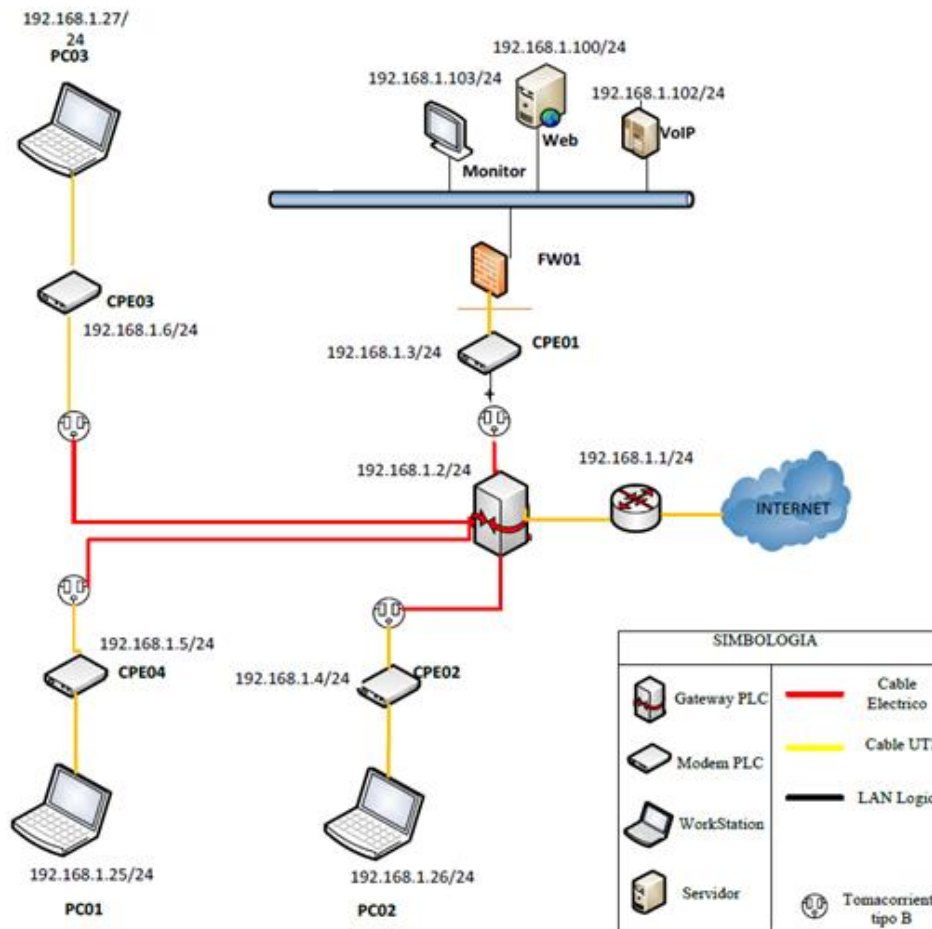 192.168.1.27/
24
PC03
192.168.1.100/24
192.168.1.103/24
192.168.1.102/24
Web
VoIP
Monitor
FW01
CPE03
192.168.1.6/24
192.168.1.3/24
CPE01
192.168.1.2/24
192.168.1.1/24
INTERNET
192.168.1.5/24
CPE04
192.168.1.4/24
CPE02
192.168.1.25/24
PC01
192.168.1.26/24
PC02
SIMBOLOGIA
Gateway PLC
Cable
Electrico
Modem PLC
Cable UT
WorkStation
LAN Logic
Servidor
Tomacorrient
tipo B